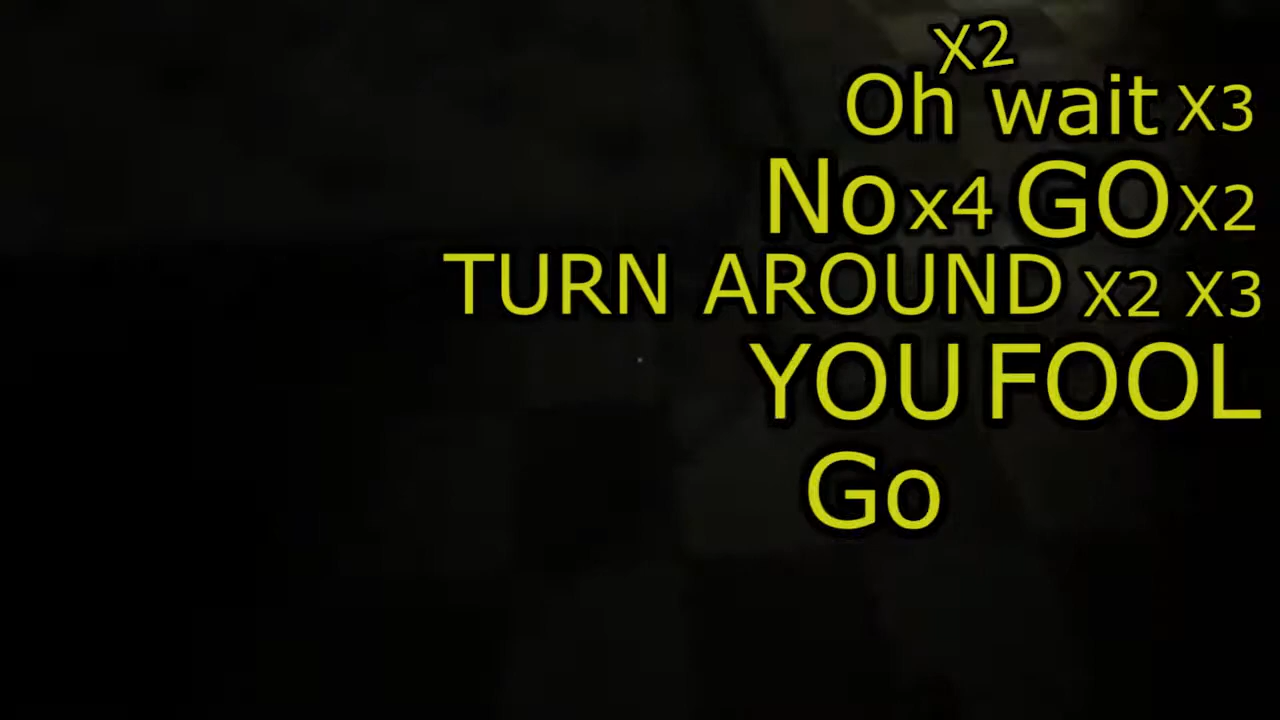 X2
Oh wait X3
No x4 GO X2
TURN AROUND X2 X3
YOU FOOL
Go